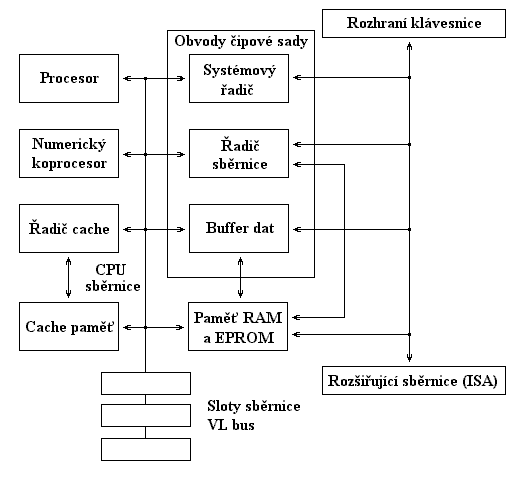 Rozhraní klávesnice
Obvody čipové sady
Procesor
Systémový
řadič
Numerický
koprocesor
Řadič
sběrnice
Řadič cache
Buffer dat
CPU
sběrnice
Cache paměť
Paměť RAM
a EPROM
Rozšiřující sběrnice (ISA)
Sloty sběrnice
VL bus